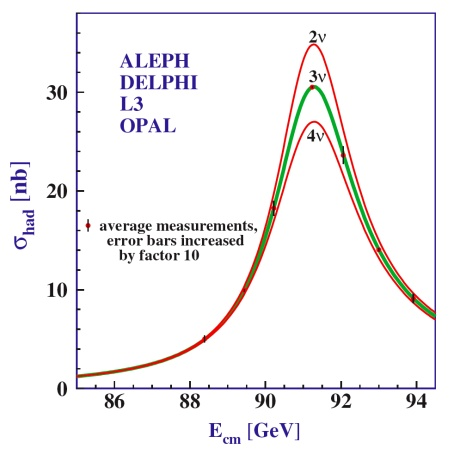 ALEPH
DELPHI
L3
OPAL
2ν
3ν
4ν
average measurements,
error bars increased
by factor 10
σhad [nb]
30
20
10
0
86 88 90 92 94
Ecm [GeV]